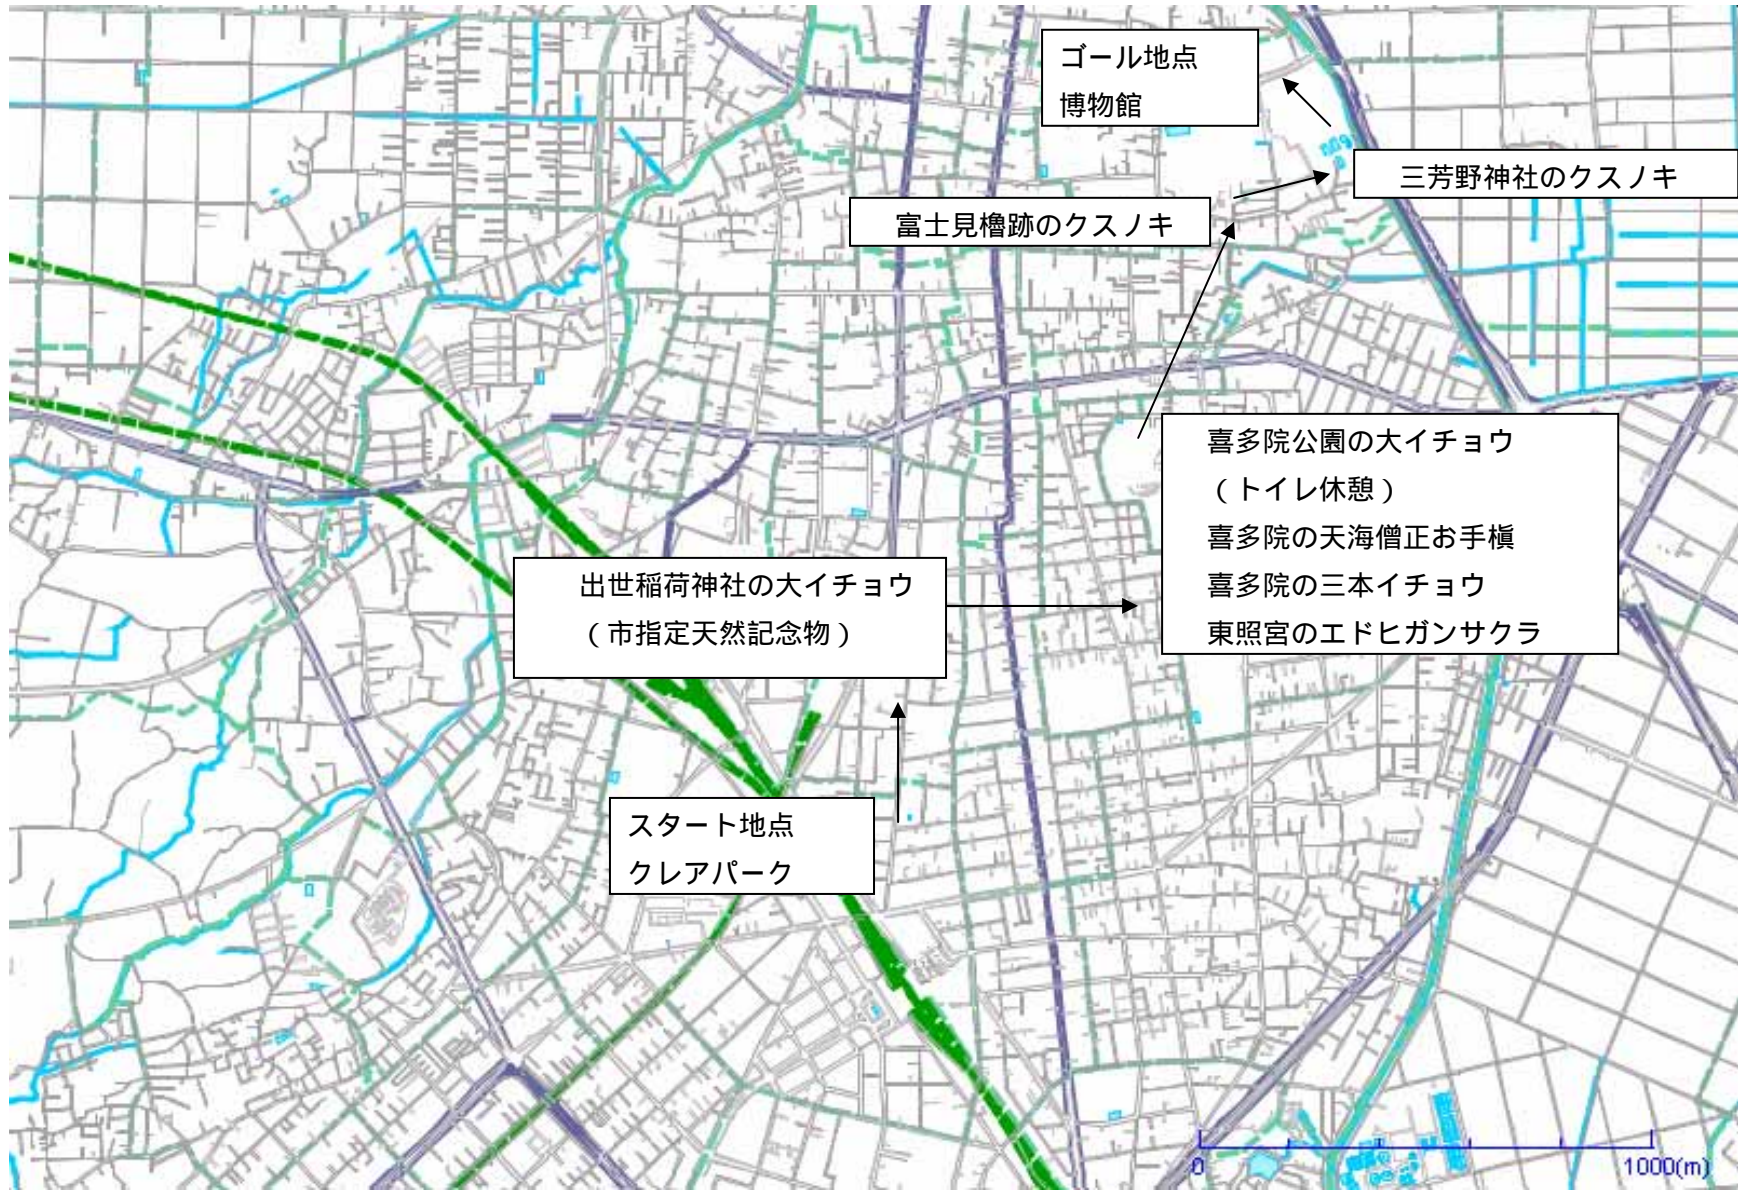 ゴール地点
博物館
三芳野神社のクスノキ
富士見櫓跡のクスノキ
喜多院公園の大イチョウ
（トイレ休憩）
喜多院の天海僧正お手槇
喜多院の三本イチョウ
東照宮のエドヒガンサクラ
出世稲荷神社の大イチョウ
（市指定天然記念物）
スタート地点
クレアパーク
0 1000(m)